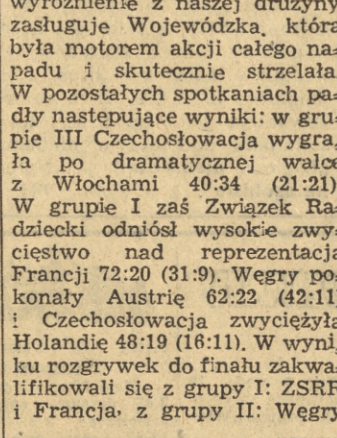 wyróżnienie z naszej drużyny
zasługuje Wojewódzka, która
była motorem akcji całego na-
padu i skutecznie strzelała
W pozostałych spotkaniach pa-
dły następujące wyniki: w gru-
pie III Czechosłowacja wygra-
ła po dramatycznej walce
z Włochami 40:34 (21:21)
W grupie I zaś Związek Ra-
dziecki odniósł wysokie zwy-
cięstwo nad reprezentacją
Francji 72:20 (31:9). Węgry po-
konały Austrię 62:22 (42:11
i Czechosłowacja zwyciężyła
Holandię 48:19 (16:11). W wyni-
ku rozgrywek do finału zakwa-
lifikowali się z grupy I: ZSRR
i Francja, z grupy II: Węgry